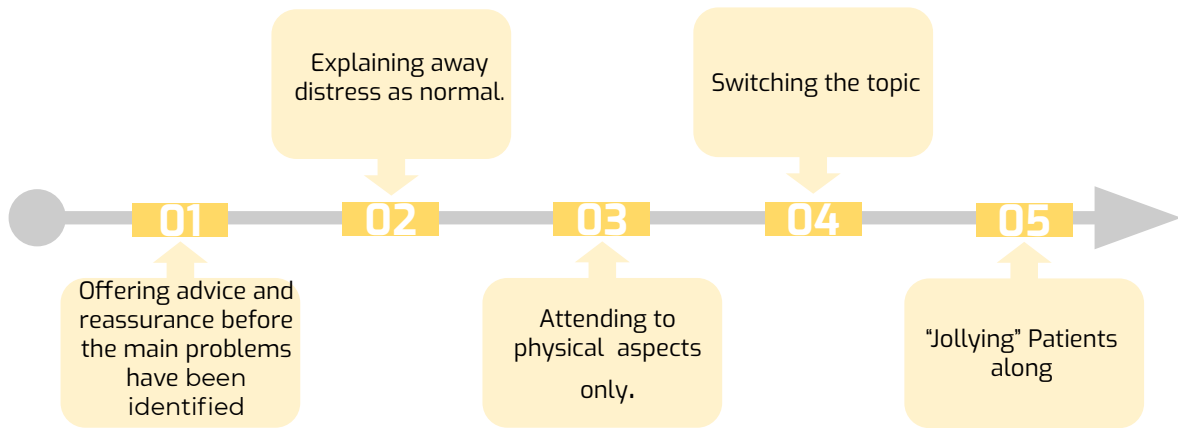 01
Offering advice and
reassurance before
the main problems
have been
identified
02
Explaining away
distress as normal.
03
Attending to
physical aspects
only.
04
Switching the topic
05
“Jollying” Patients
along